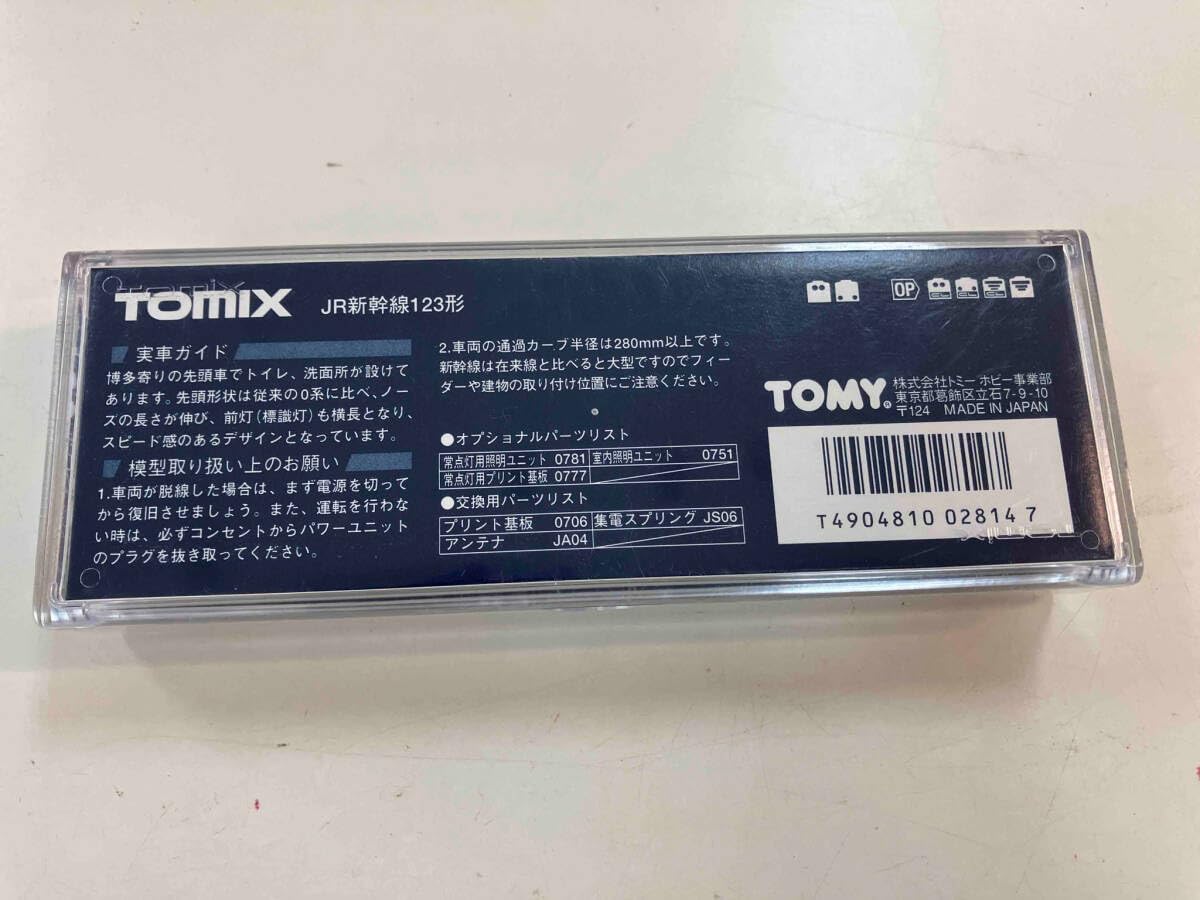 TOMIX JR新幹線123形
実車ガイド
博多寄りの先頭車でトイレ、洗面所が設けて
あります。先頭形状は従来の0系に比べ、ノー
ズの長さが伸び、前灯(標識灯)も横長となり、
スピード感のあるデザインとなっています。
模型取り扱い上のお願い
1.車両が脱線した場合は、まず電源を切って
から復旧させましょう。また、運転を行わな
い時は、必ずコンセントからパワーユニット
のプラグを抜き取ってください。
2.車両の通過カーブ半径は280mm以上です。
新幹線は在来線と比べると大型ですのでフィー
ダーや建物の取り付け位置にご注意ください。
●オプショナルパーツリスト
常点灯用照明ユニット 0781 室内照明ユニット 0751
常点灯用プリント基板 0777
●交換用パーツリスト
プリント基板 0706 集電スプリング JS06
アンテナ JA04
OP
TOMY®
株式会社トミー ホビー事業部
東京都葛飾区立石7-9-10
〒124 MADE IN JAPAN
T4904810 02814 7